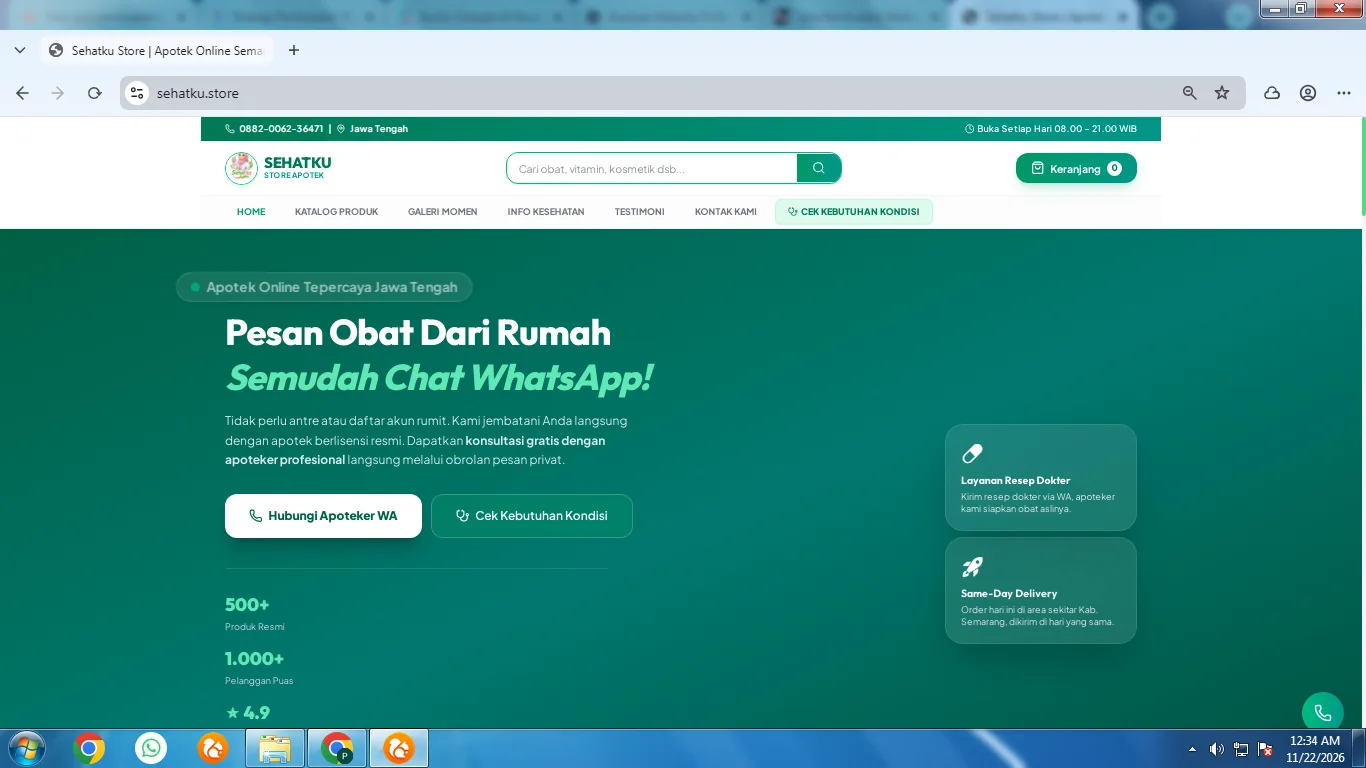 Sehatku Store | Apotek Online Sema
sehatku.store
0882-0062-36471 | Jawa Tengah
Buka Setiap Hari 08.00 – 21.00 WIB
SEHATKU
STORE APOTEK
Cari obat, vitamin, kosmetik dsb...
Keranjang 0
HOME KATALOG PRODUK GALERI MOMEN INFO KESEHATAN TESTIMONI KONTAK KAMI CEK KEBUTUHAN KONDISI
Apotek Online Tepercaya Jawa Tengah
Pesan Obat Dari Rumah
Semudah Chat WhatsApp!
Tidak perlu antre atau daftar akun rumit. Kami jembatani Anda langsung
dengan apotek berlisensi resmi. Dapatkan konsultasi gratis dengan
apoteker profesional langsung melalui obrolan pesan privat.
Hubungi Apoteker WA
Cek Kebutuhan Kondisi
500+
Produk Resmi
1.000+
Pelanggan Puas
★ 4.9
Layanan Resep Dokter
Kirim resep dokter via WA, apoteker
kami siapkan obat aslinya.
Same-Day Delivery
Order hari ini di area sekitar Kab.
Semarang, dikirim di hari yang sama.
P
12:34 AM
11/22/2026